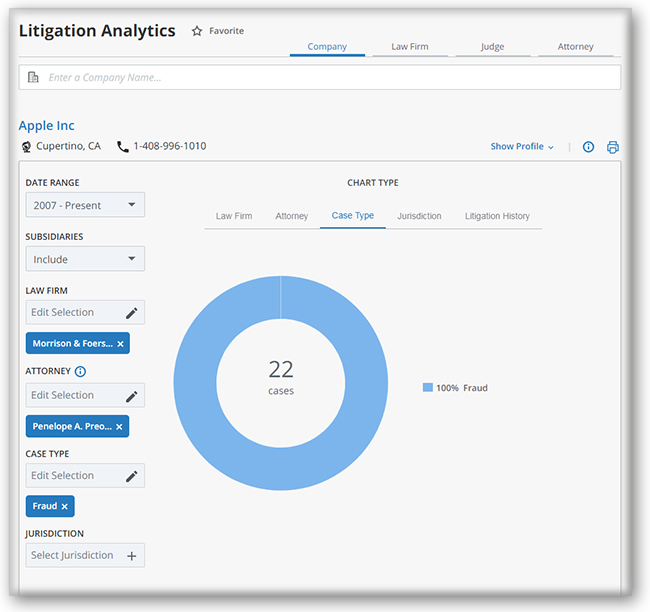 Litigation Analytics
Favorite
Company
Law Firm
Judge
Attorney
Enter a Company Name...
Apple Inc
Cupertino, CA
1-408-996-1010
Show Profile
DATE RANGE
2007 - Present
SUBSIDIARIES
Include
LAW FIRM
Edit Selection
Morrison & Foers... ×
ATTORNEY
Edit Selection
Penelope A. Preo... ×
CASE TYPE
Edit Selection
Fraud ×
JURISDICTION
Select Jurisdiction +
CHART TYPE
Law Firm
Attorney
Case Type
Jurisdiction
Litigation History
22
cases
100% Fraud